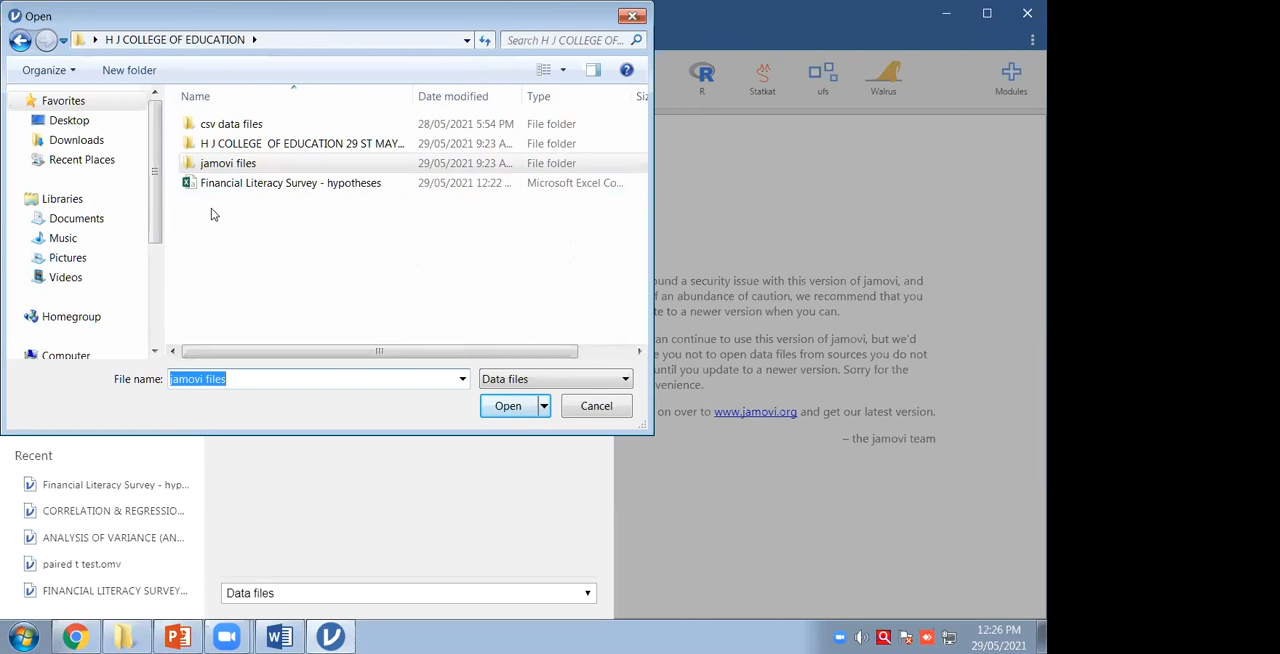 Open
H J COLLEGE OF EDUCATION
Search H J COLLEGE OF...
Organize
New folder
R
Statkat
ufs
Walrus
Modules
Favorites
Desktop
Downloads
Recent Places
Libraries
Documents
Music
Pictures
Videos
Homegroup
Computer
Name
Date modified
Type
Si
csv data files
28/05/2021 5:54 PM
File folder
H J COLLEGE OF EDUCATION 29 ST MAY...
29/05/2021 9:23 A...
File folder
jamovi files
29/05/2021 9:23 A...
File folder
Financial Literacy Survey - hypotheses
29/05/2021 12:22 ...
Microsoft Excel Co...
File name:
jamovi files
Data files
Open
Cancel
und a security issue with this version of jamovi, and
f an abundance of caution, we recommend that you
te to a newer version when you can.
can continue to use this version of jamovi, but we'd
e you not to open data files from sources you do not
until you update to a newer version. Sorry for the
venience.
on over to www.jamovi.org and get our latest version.
– the jamovi team
Recent
Financial Literacy Survey - hyp...
CORRELATION & REGRESSIO...
ANALYSIS OF VARIANCE (AN...
paired t test.omv
FINANCIAL LITERACY SURVEY...
Data files
12:26 PM
29/05/2021